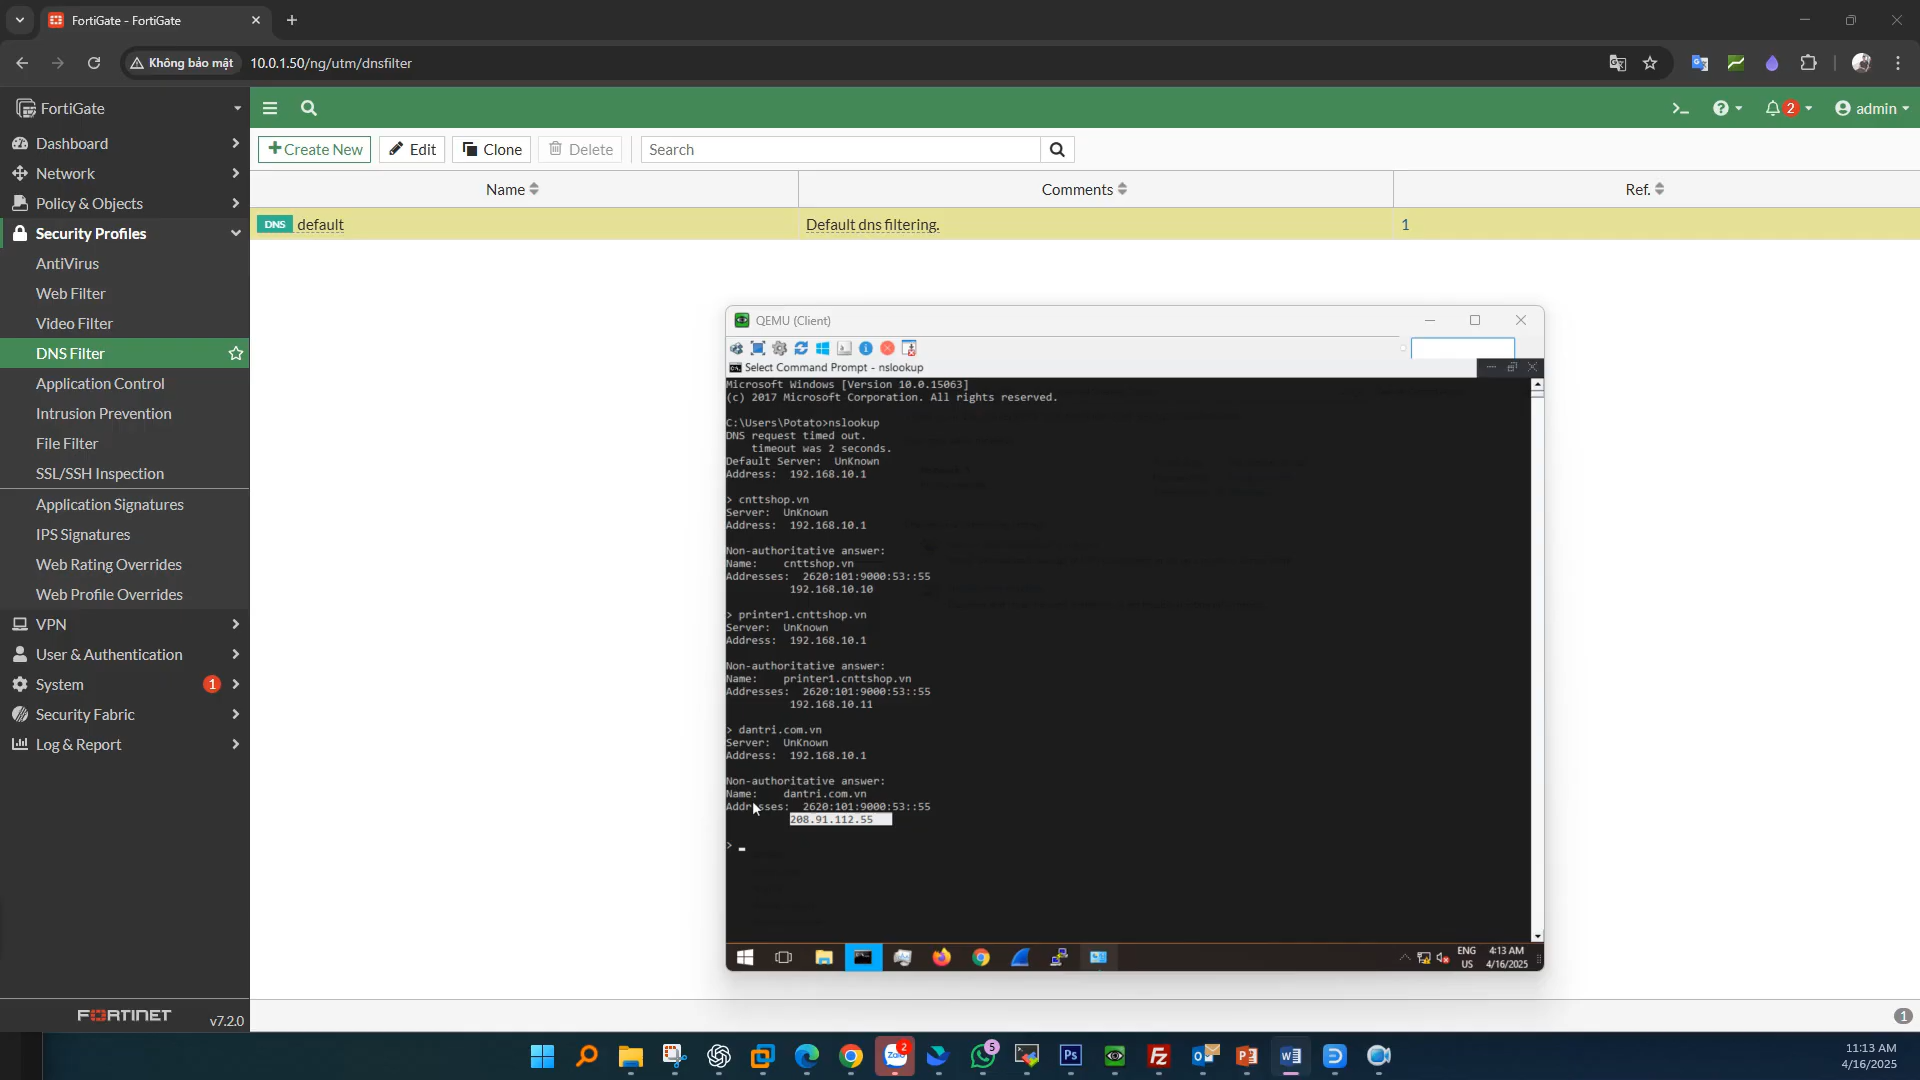 FortiGate - FortiGate
Không bảo mật
10.0.1.50/ng/utm/dnsfilter
FortiGate
2
admin
Dashboard
Network
Policy & Objects
Security Profiles
AntiVirus
Web Filter
Video Filter
DNS Filter
Application Control
Intrusion Prevention
File Filter
SSL/SSH Inspection
Application Signatures
IPS Signatures
Web Rating Overrides
Web Profile Overrides
VPN
User & Authentication
System 1
Security Fabric
Log & Report
FORTINET v7.2.0
Create New Edit Clone Delete Search
Name Comments Ref.
DNS default Default dns filtering. 1
QEMU (Client)
Select Command Prompt - nslookup
Microsoft Windows [Version 10.0.15063]
(c) 2017 Microsoft Corporation. All rights reserved.
C:\Users\Potato>nslookup
DNS request timed out.
timeout was 2 seconds.
Default Server: UnKnown
Address: 192.168.10.1
> cnttshop.vn
Server: UnKnown
Address: 192.168.10.1
Non-authoritative answer:
Name: cnttshop.vn
Addresses: 2620:101:9000:53::55
192.168.10.10
> printer1.cnttshop.vn
Server: UnKnown
Address: 192.168.10.1
Non-authoritative answer:
Name: printer1.cnttshop.vn
Addresses: 2620:101:9000:53::55
192.168.10.11
> dantri.com.vn
Server: UnKnown
Address: 192.168.10.1
Non-authoritative answer:
Name: dantri.com.vn
Addresses: 2620:101:9000:53::55
208.91.112.55
>
ENG 4:13 AM
US 4/16/2025
1
Zalo 2
5
Ps
11:13 AM
4/16/2025